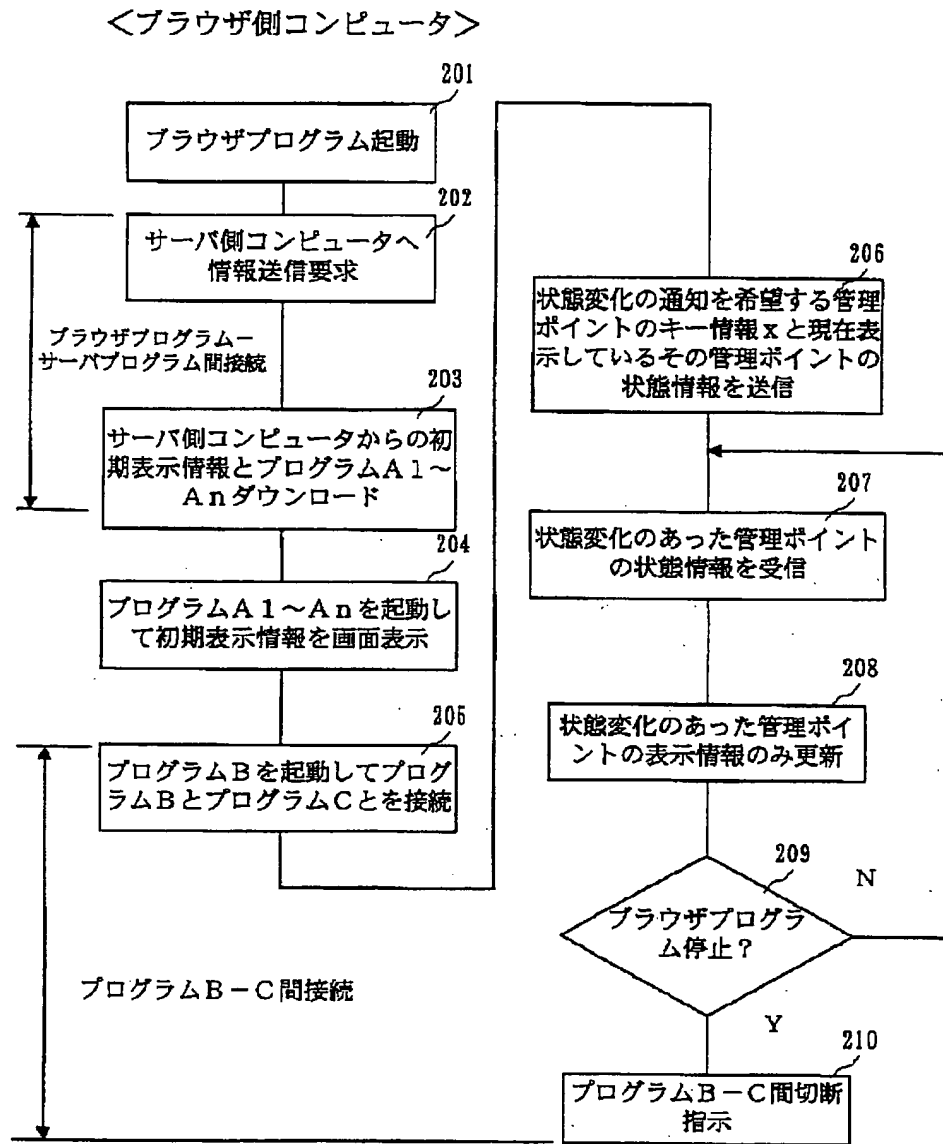 ＜ブラウザ側コンピュータ＞
201
ブラウザプログラム起動
202
サーバ側コンピュータへ
情報送信要求
ブラウザプログラム－
サーバプログラム間接続
203
サーバ側コンピュータからの初
期表示情報とプログラムＡ１～
Ａｎダウンロード
204
プログラムＡ１～Ａｎを起動し
て初期表示情報を画面表示
205
プログラムＢを起動してプログ
ラムＢとプログラムＣとを接続
プログラムＢ－Ｃ間接続
206
状態変化の通知を希望する管理
ポイントのキー情報ｘと現在表
示しているその管理ポイントの
状態情報を送信
207
状態変化のあった管理ポイント
の状態情報を受信
208
状態変化のあった管理ポイ
ントの表示情報のみ更新
209
ブラウザプログラ
ム停止？
N
Y
210
プログラムＢ－Ｃ間切断
指示